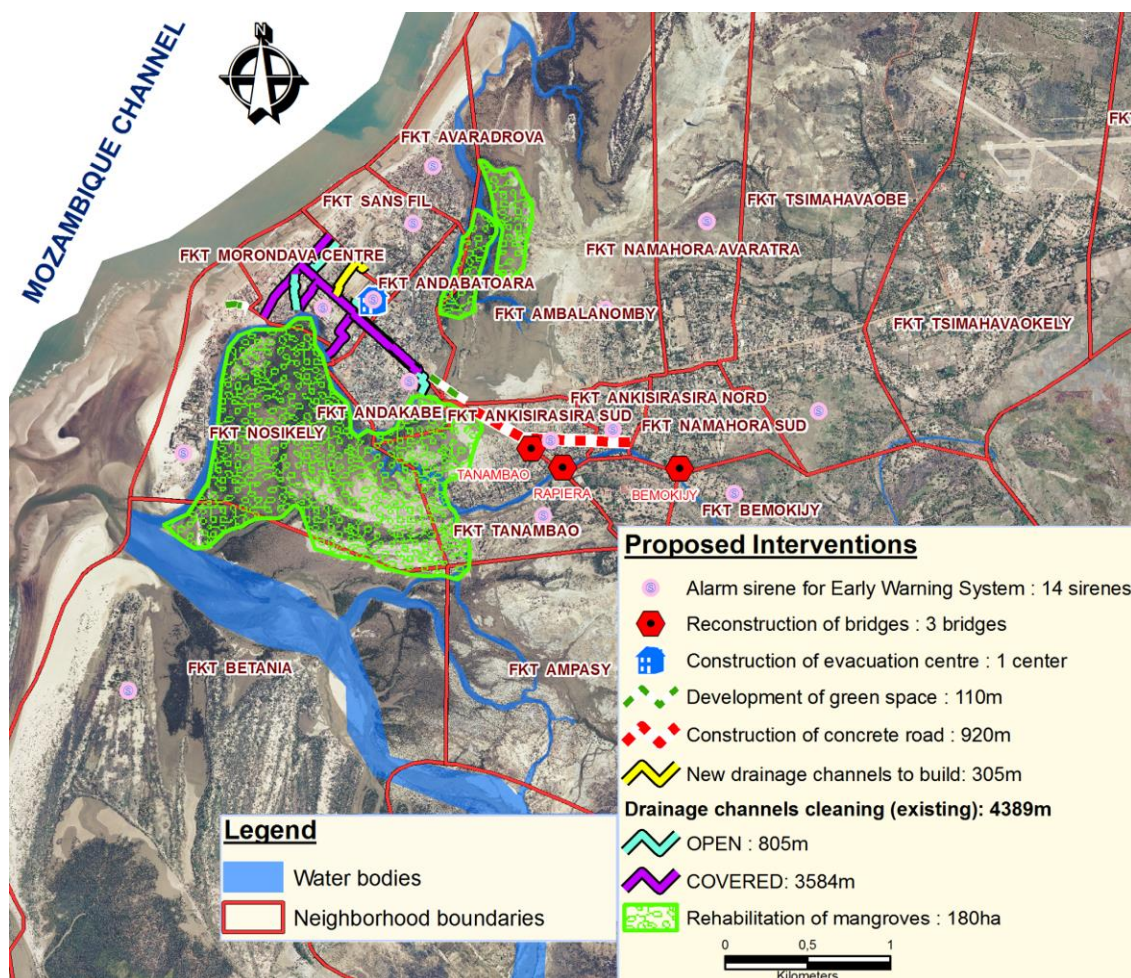 N
MOZAMBIQUE CHANNEL
FKT AVARADROVA
FKT SANS FIL
FKT TSIMAHAVAOBE
FKT MORONDAVA CENTRE
FKT NAMAHORA AVARATRA
FKT ANDABATOARA
FKT AMBALANOMBY
FKT TSIMAHAVAOKELY
FKT ANKISIRASIRA NORD
FKT ANDAKABE
FKT ANKISIRASIRA SUD
FKT NAMAHORA SUD
FKT NOSIKELY
TANAMBAO
RAPIERA
BEMOKIJY
FKT BEMOKIJY
FKT TANAMBAO
FKT BETANIA
FKT AMPASY
Legend
Water bodies
Neighborhood boundaries
Proposed Interventions
Alarm sirene for Early Warning System : 14 sirenes
Reconstruction of bridges : 3 bridges
Construction of evacuation centre : 1 center
Development of green space : 110m
Construction of concrete road : 920m
New drainage channels to build: 305m
Drainage channels cleaning (existing): 4389m
OPEN : 805m
COVERED: 3584m
Rehabilitation of mangroves : 180ha
0 0,5 1
Kilometers